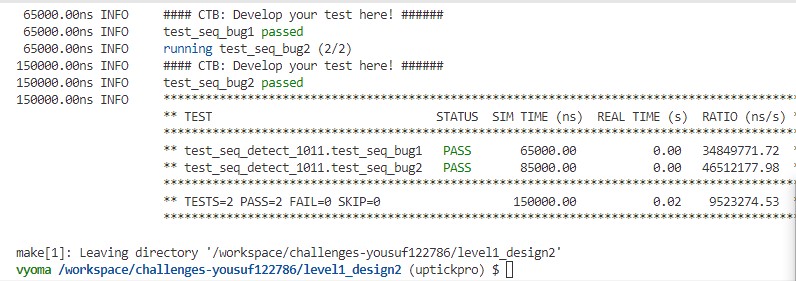 65000.00ns INFO     #### CTB: Develop your test here! ######
65000.00ns INFO     test_seq_bug1 passed
65000.00ns INFO     running test_seq_bug2 (2/2)
150000.00ns INFO     #### CTB: Develop your test here! ######
150000.00ns INFO     test_seq_bug2 passed
150000.00ns INFO     **************************************************************************************
** TEST                                STATUS  SIM TIME (ns)  REAL TIME (s)  RATIO (ns/s) *
**************************************************************************************
** test_seq_detect_1011.test_seq_bug1   PASS       65000.00           0.00   34849771.72  *
** test_seq_detect_1011.test_seq_bug2   PASS       85000.00           0.00   46512177.98  *
**************************************************************************************
** TESTS=2 PASS=2 FAIL=0 SKIP=0                   150000.00           0.02    9523274.53  *
**************************************************************************************
make[1]: Leaving directory '/workspace/challenges-yousuf122786/level1_design2'
vyoma /workspace/challenges-yousuf122786/level1_design2 (uptickpro) $